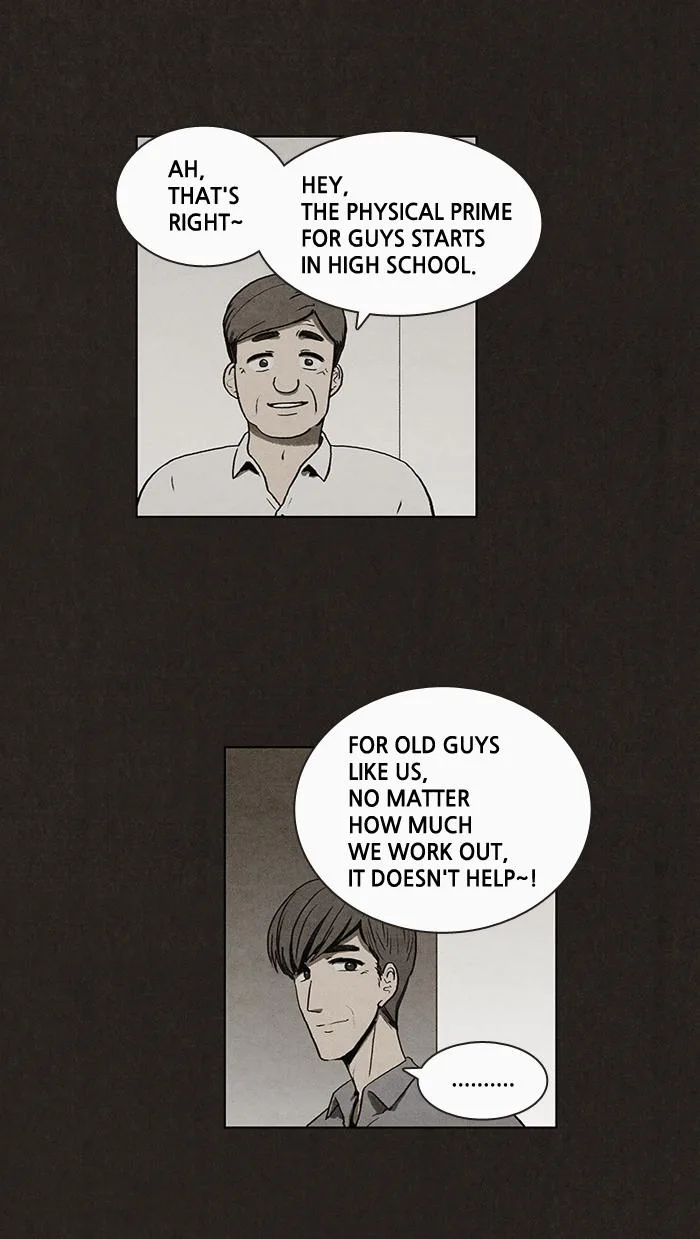 AH,
THAT'S
RIGHT~
HEY,
THE PHYSICAL PRIME
FOR GUYS STARTS
IN HIGH SCHOOL.
FOR OLD GUYS
LIKE US,
NO MATTER
HOW MUCH
WE WORK OUT,
IT DOESN'T HELP~!
..........